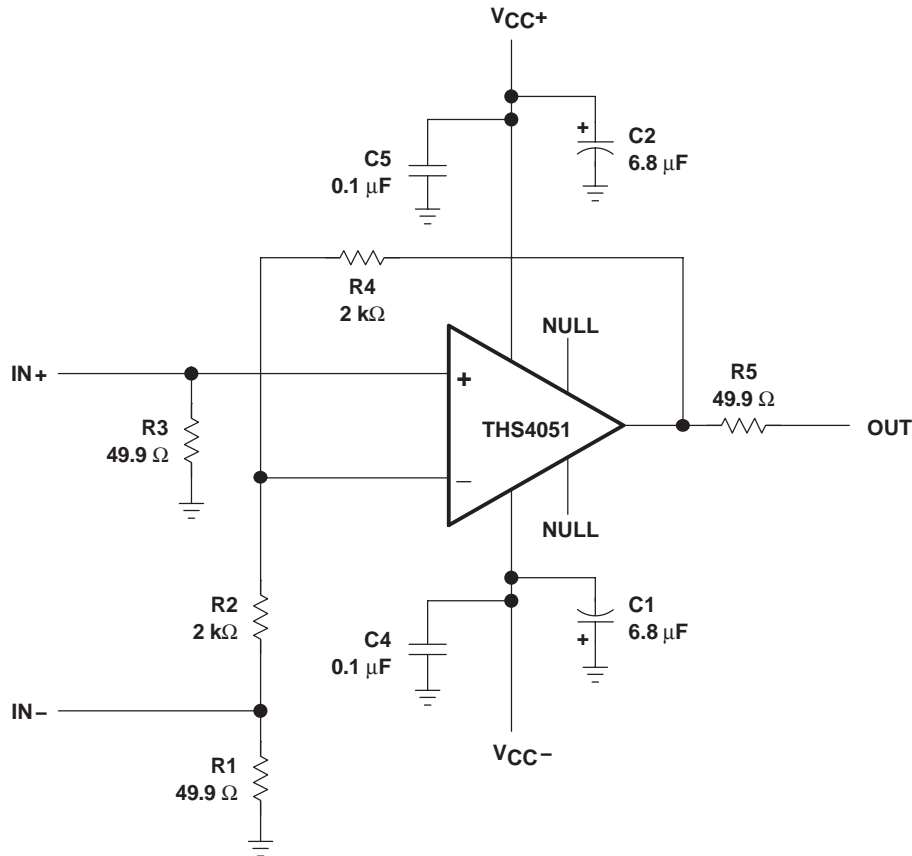 VCC+
C5
0.1 μF
C2
6.8 μF
+
R4
2 kΩ
NULL
IN+
+
R3
49.9 Ω
THS4051
R5
49.9 Ω
OUT
−
NULL
R2
2 kΩ
C4
0.1 μF
C1
6.8 μF
+
IN−
VCC−
R1
49.9 Ω